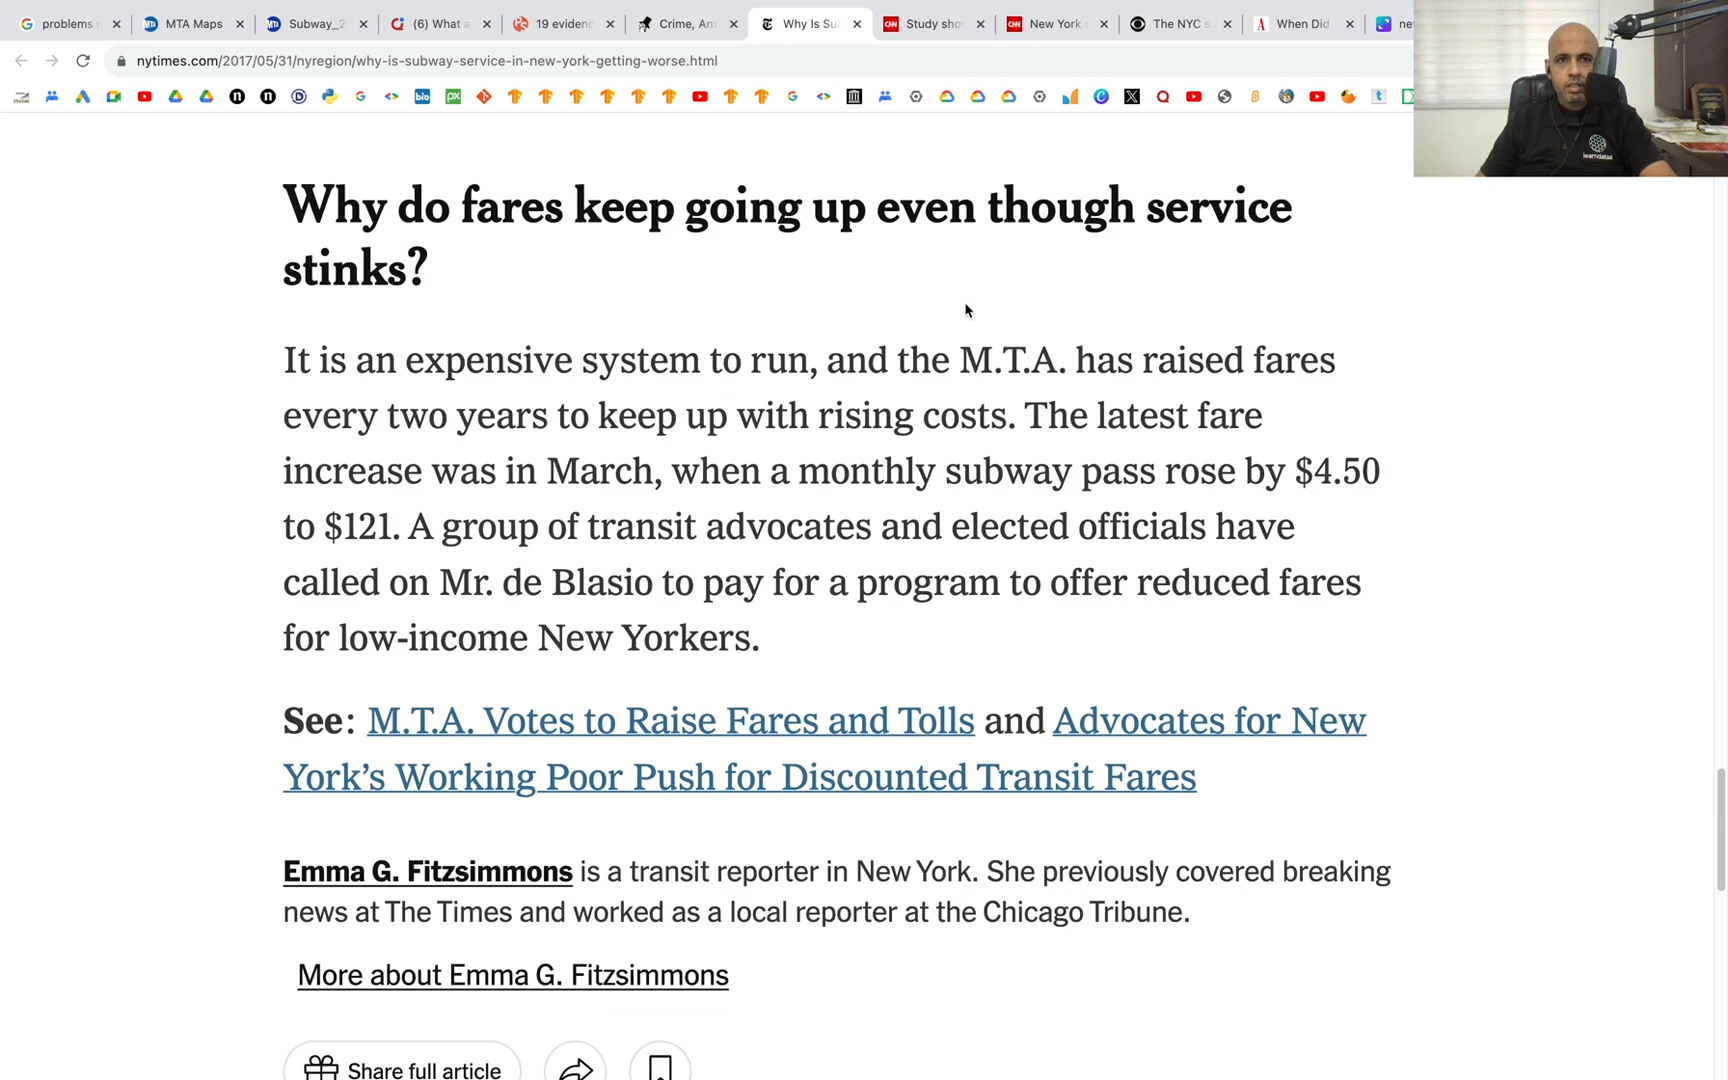 problems
MTA Maps
Subway_2
(6) What a
19 evidenc
Crime, Anx
Why Is Sub
Study sho
New York s
The NYC s
When Did
ne
nytimes.com/2017/05/31/nyregion/why-is-subway-service-in-new-york-getting-worse.html
learndataa
Why do fares keep going up even though service
stinks?
It is an expensive system to run, and the M.T.A. has raised fares
every two years to keep up with rising costs. The latest fare
increase was in March, when a monthly subway pass rose by $4.50
to $121. A group of transit advocates and elected officials have
called on Mr. de Blasio to pay for a program to offer reduced fares
for low-income New Yorkers.
See: M.T.A. Votes to Raise Fares and Tolls and Advocates for New
York’s Working Poor Push for Discounted Transit Fares
Emma G. Fitzsimmons is a transit reporter in New York. She previously covered breaking
news at The Times and worked as a local reporter at the Chicago Tribune.
More about Emma G. Fitzsimmons
Share full article